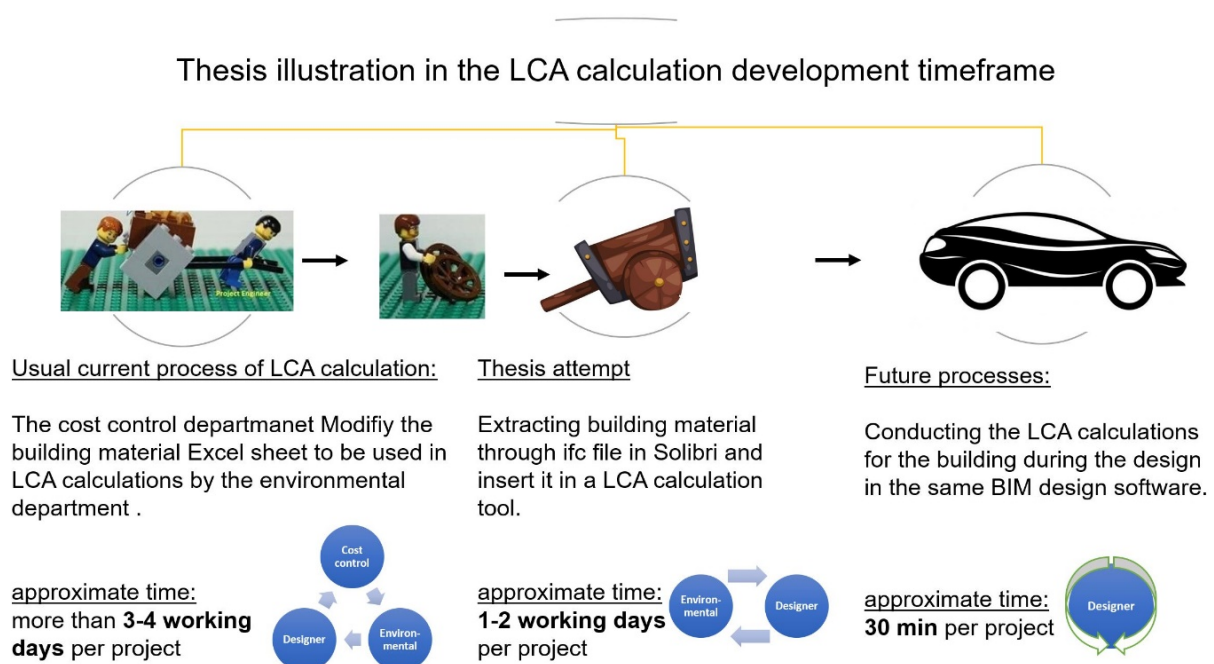 Thesis illustration in the LCA calculation development timeframe
Project Engineer
Usual current process of LCA calculation:
The cost control departmanet Modifiy the
building material Excel sheet to be used in
LCA calculations by the environmental
department .
approximate time:
more than 3-4 working
days per project
Cost
control
Designer
Environ-
mental
Thesis attempt
Extracting building material
through ifc file in Solibri and
insert it in a LCA calculation
tool.
approximate time:
1-2 working days
per project
Environ-
mental
Designer
Future processes:
Conducting the LCA calculations
for the building during the design
in the same BIM design software.
approximate time:
30 min per project
Designer